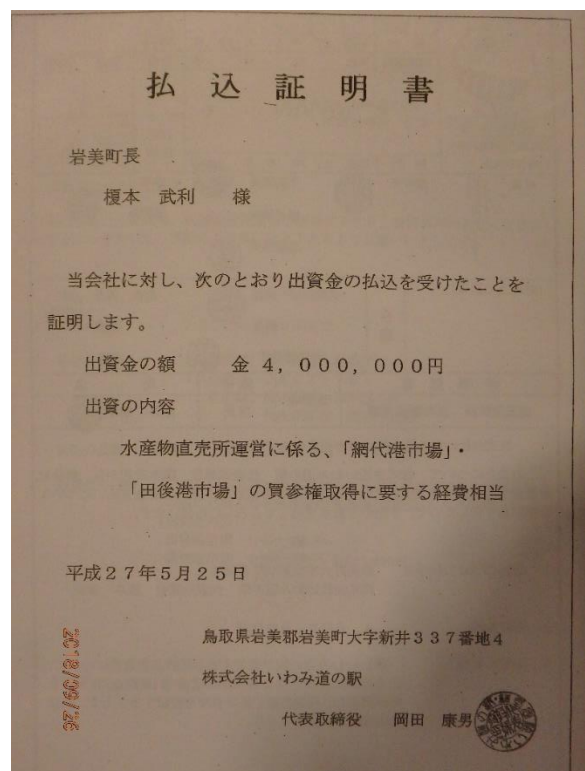 払込証明書
岩美町長
榎本 武利 様
当会社に対し、次のとおり出資金の払込を受けたことを
証明します。
出資金の額 金 4,000,000円
出資の内容
水産物直売所運営に係る、「網代港市場」・
「田後港市場」の買参権取得に要する経費相当
平成27年5月25日
鳥取県岩美郡岩美町大字新井337番地4
株式会社いわみ道の駅
代表取締役 岡田 康男
2018/09/26